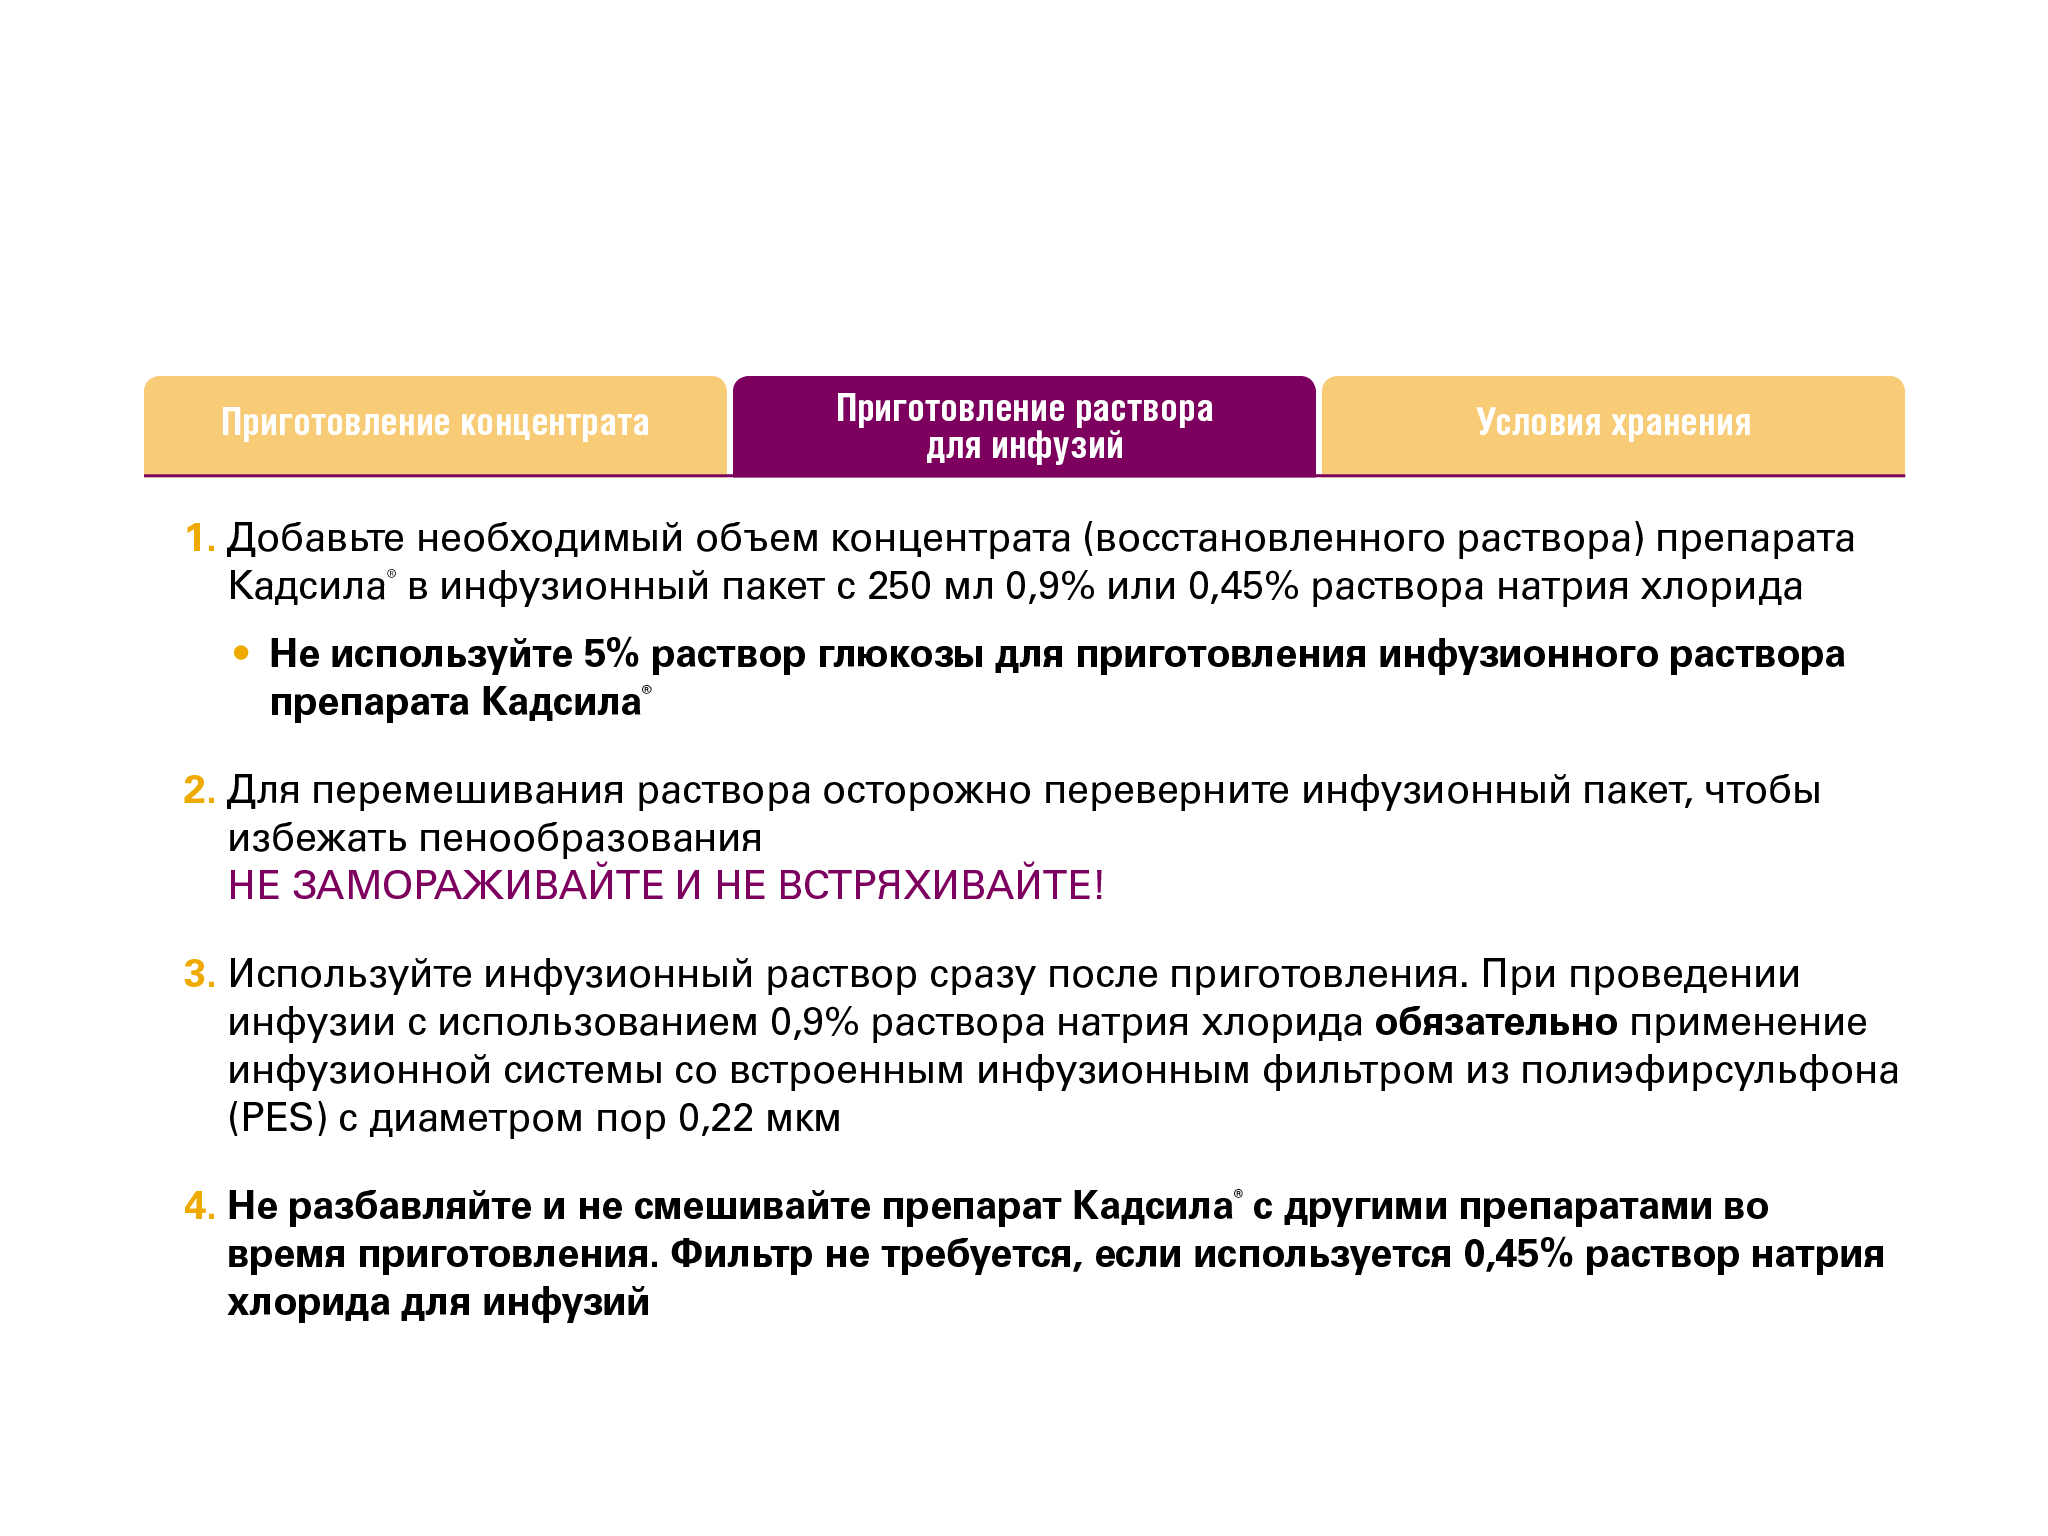 Приготовление концентрата
Приготовление раствора
для инфузий
Условия хранения
1. Добавьте необходимый объем концентрата (восстановленного раствора) препарата
Кадсила® в инфузионный пакет с 250 мл 0,9% или 0,45% раствора натрия хлорида
• Не используйте 5% раствор глюкозы для приготовления инфузионного раствора
препарата Кадсила®
2. Для перемешивания раствора осторожно переверните инфузионный пакет, чтобы
избежать пенообразования
НЕ ЗАМОРАЖИВАЙТЕ И НЕ ВСТРЯХИВАЙТЕ!
3. Используйте инфузионный раствор сразу после приготовления. При проведении
инфузии с использованием 0,9% раствора натрия хлорида обязательно применение
инфузионной системы со встроенным инфузионным фильтром из полиэфирсульфона
(PES) с диаметром пор 0,22 мкм
4. Не разбавляйте и не смешивайте препарат Кадсила® с другими препаратами во
время приготовления. Фильтр не требуется, если используется 0,45% раствор натрия
хлорида для инфузий